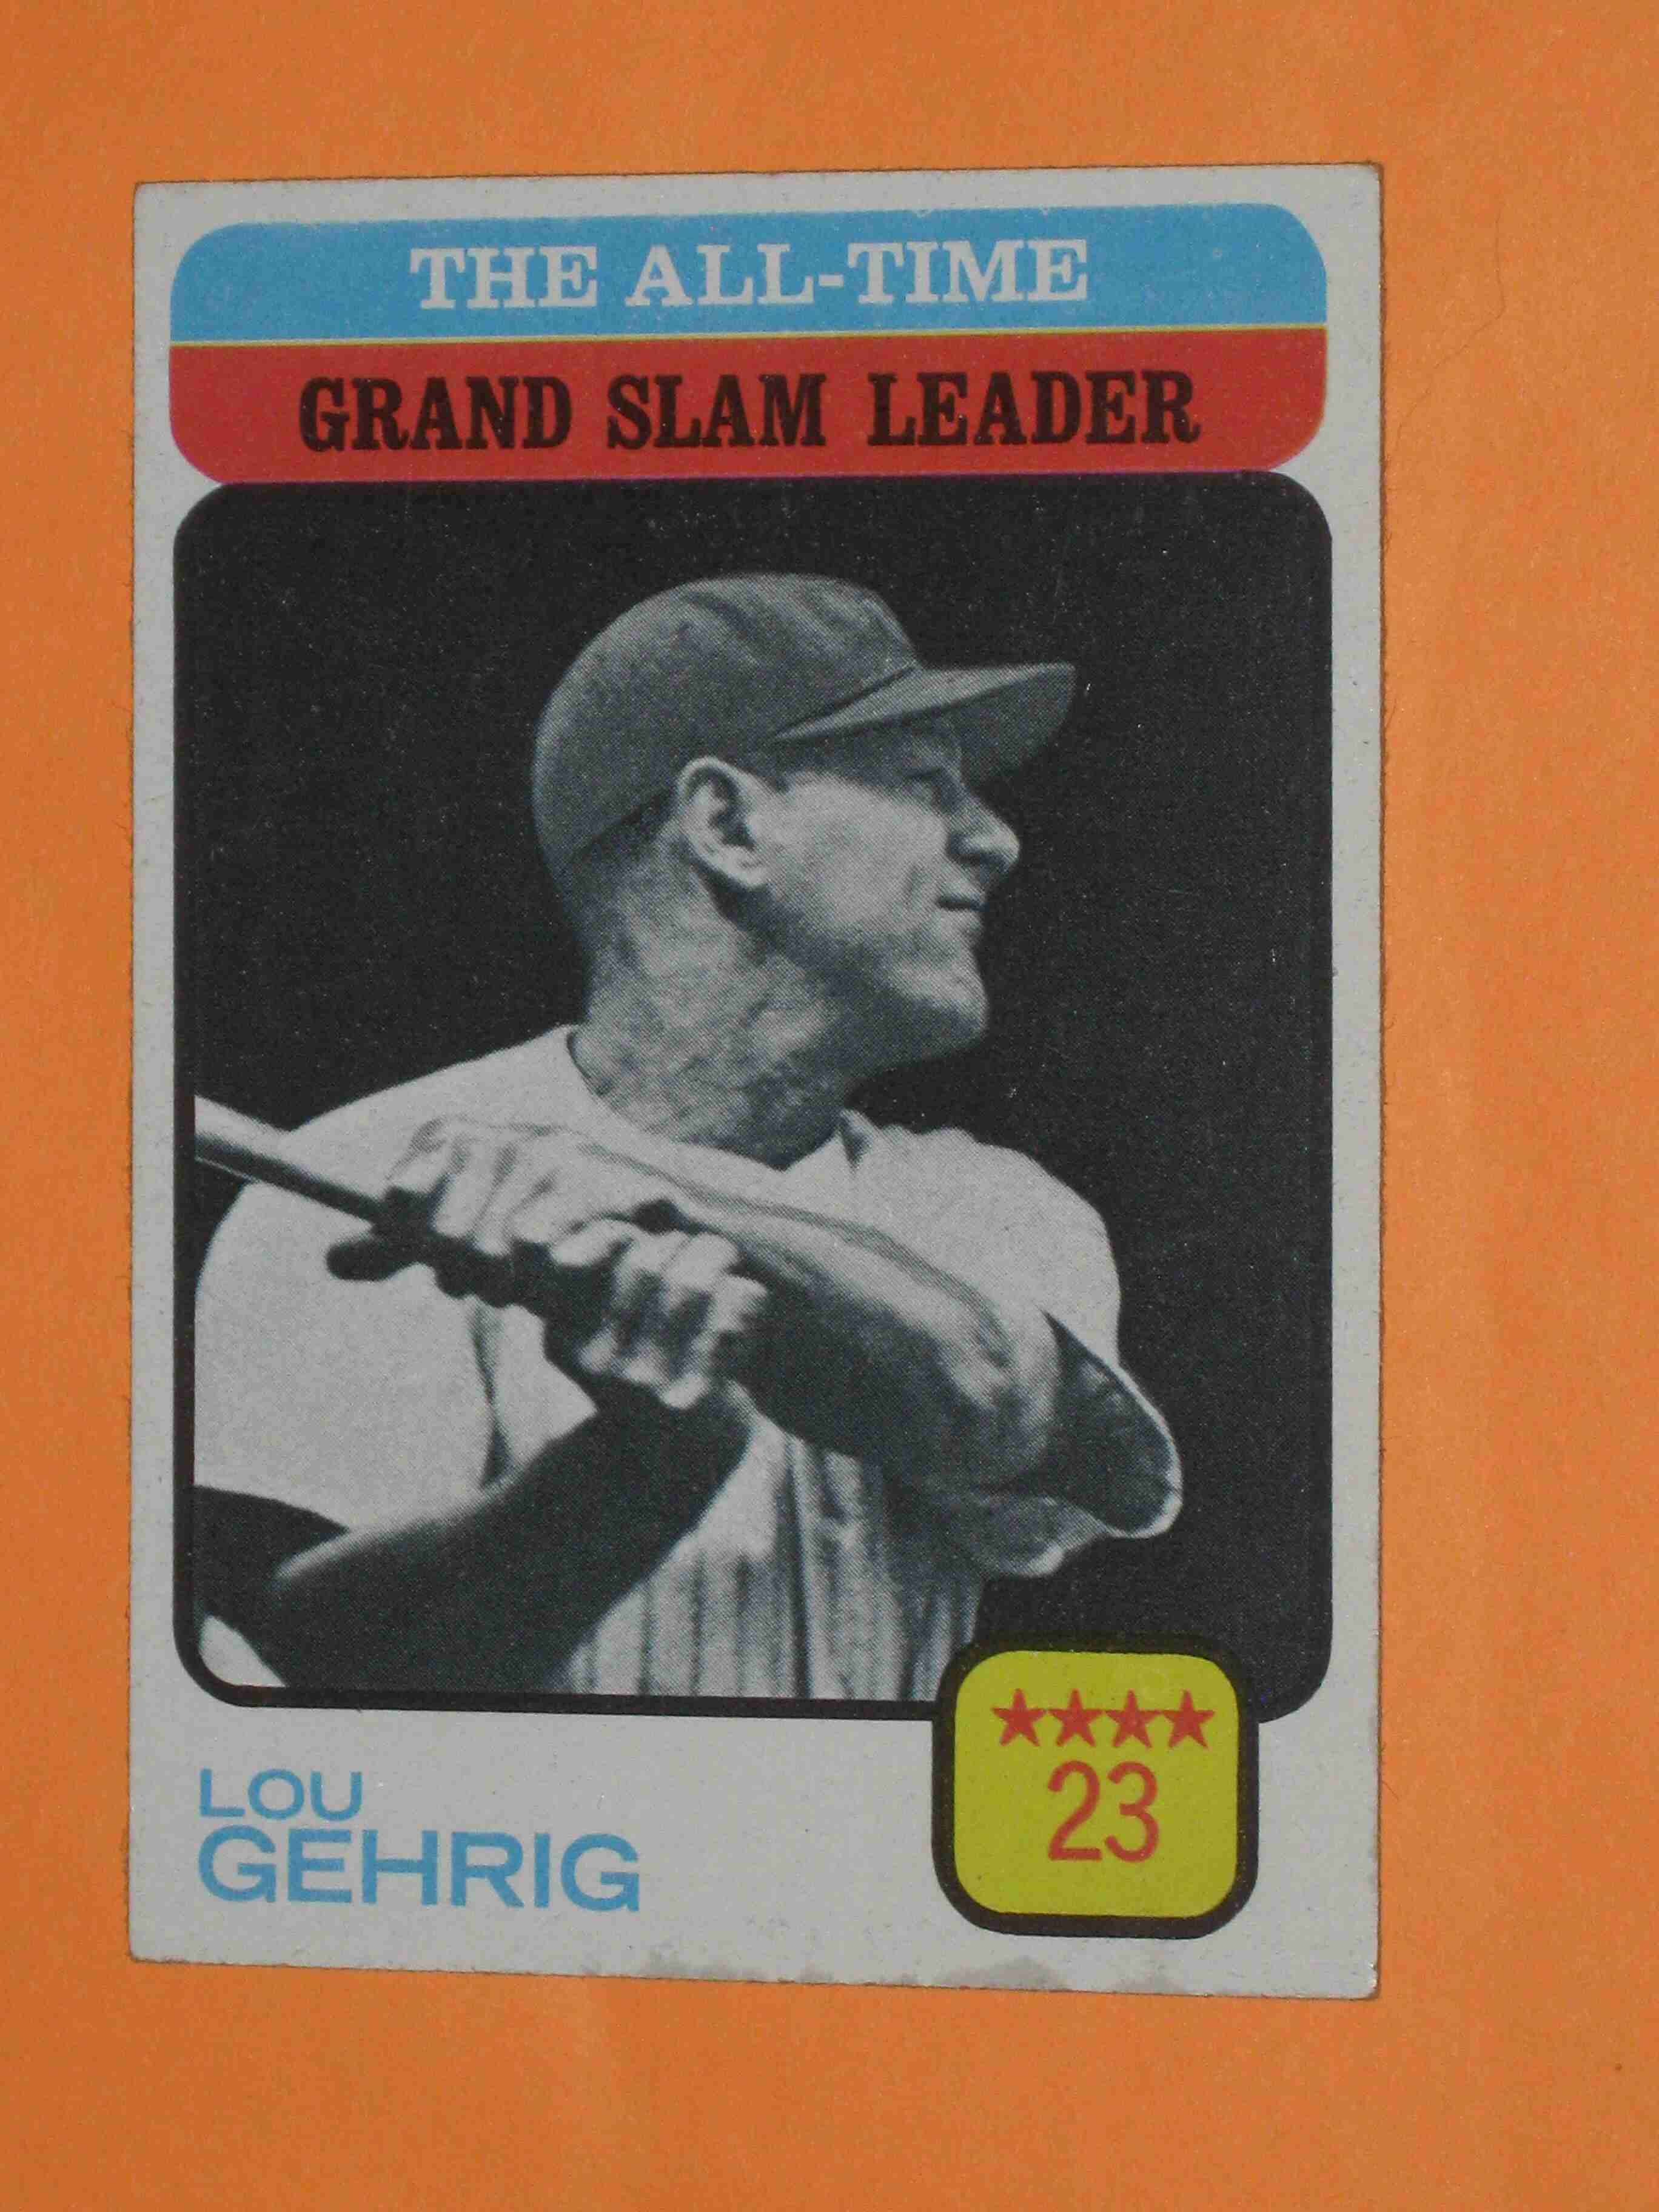 THE ALL-TIME
GRAND SLAM LEADER
LOU
GEHRIG
★★★★
23